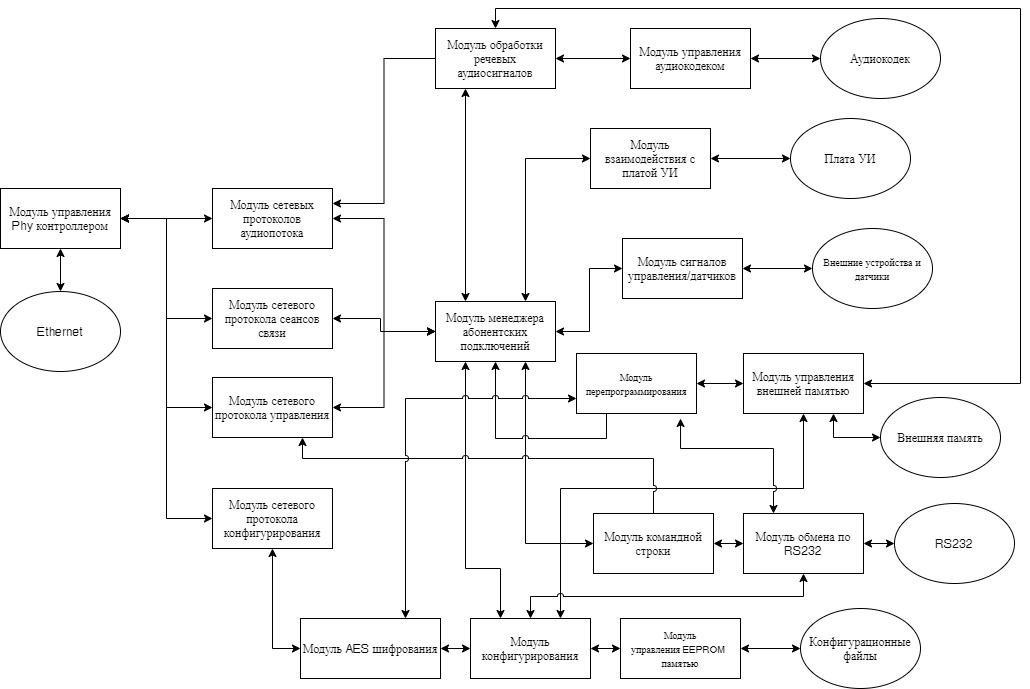 Модуль обработки
речевых
аудиосигналов
Модуль управления
аудиокодеком
Аудиокодек
Модуль
взаимодействия с
платой УИ
Плата УИ
Модуль управления
Phy контроллером
Модуль сетевых
протоколов
аудиопотока
Модуль сигналов
управления/датчиков
Внешние устройства и
датчики
Ethernet
Модуль сетевого
протокола сеансов
связи
Модуль менеджера
абонентских
подключений
Модуль
перепрограммирования
Модуль управления
внешней памятью
Модуль сетевого
протокола управления
Внешняя память
Модуль сетевого
протокола
конфигурирования
Модуль командной
строки
Модуль обмена по
RS232
RS232
Модуль AES шифрования
Модуль
конфигурирования
Модуль
управления EEPROM
памятью
Конфигурационные
файлы